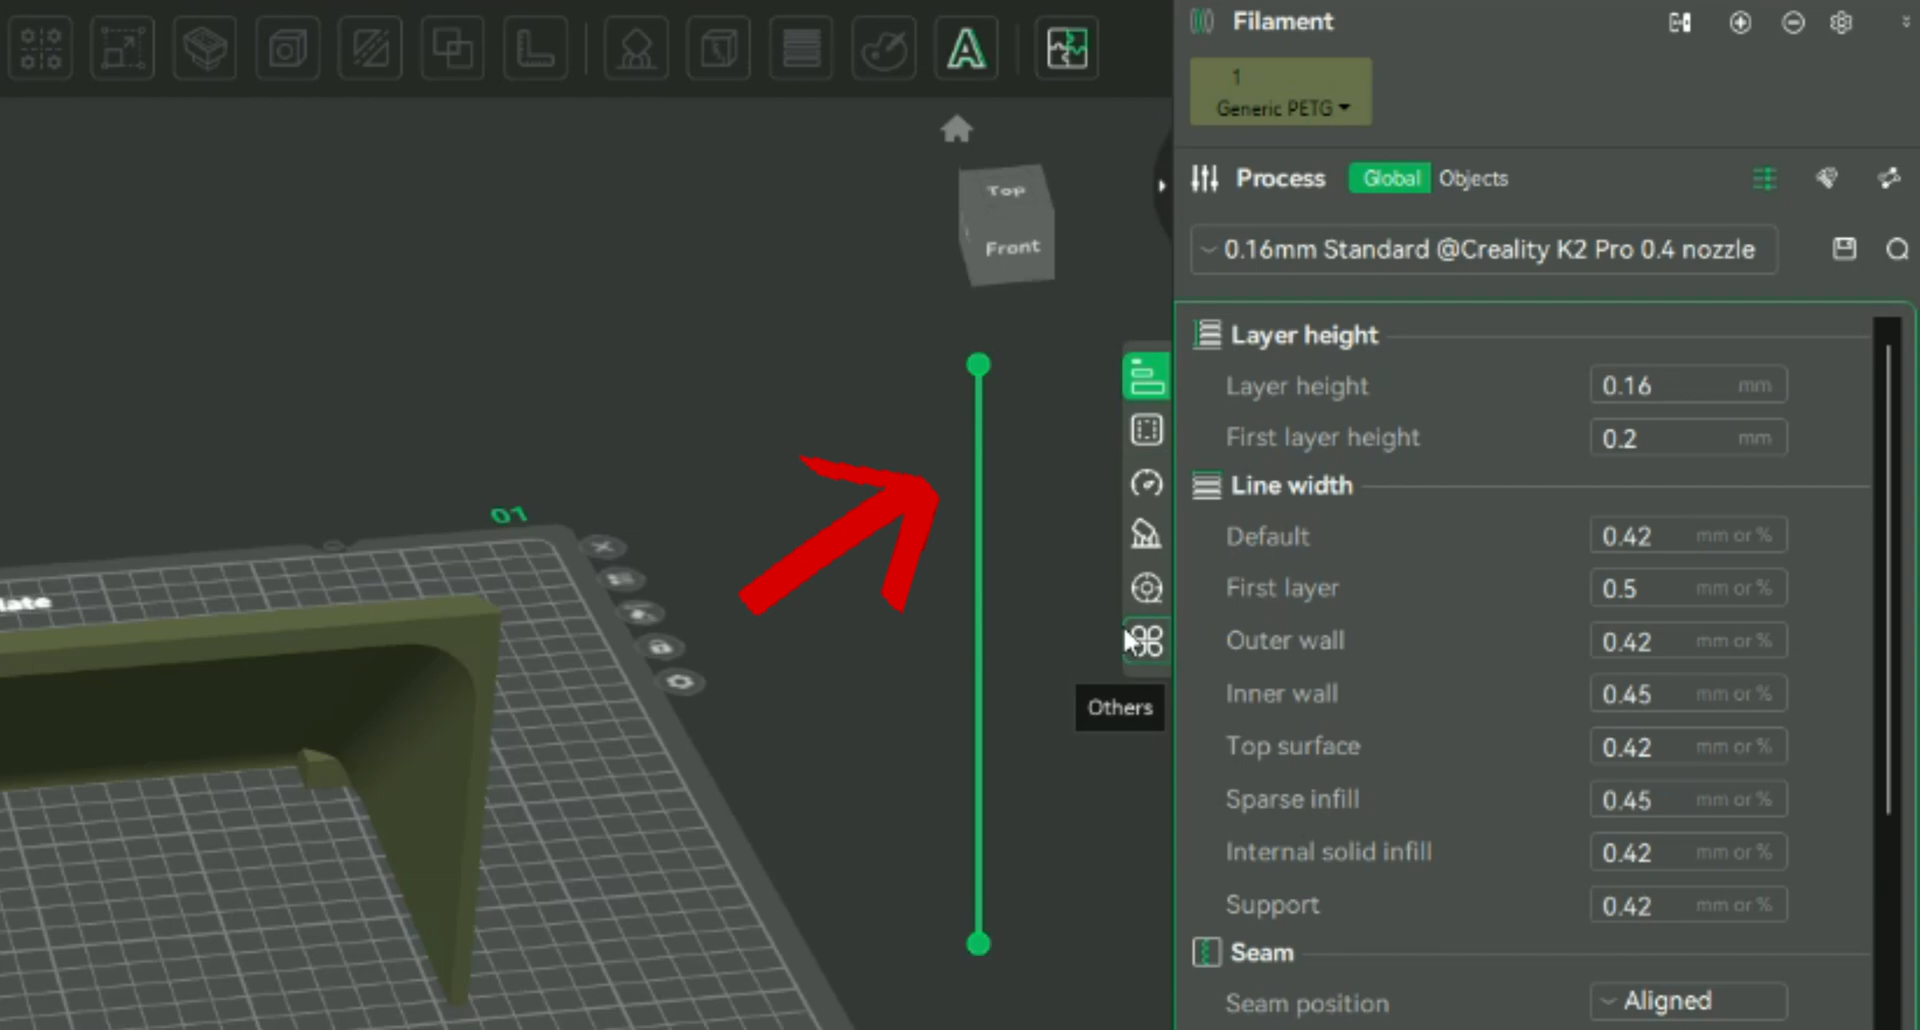 Filament
1
Generic PETG
Process Global Objects
0.16mm Standard @Creality K2 Pro 0.4 nozzle
Top
Front
Layer height
Layer height 0.16 mm
First layer height 0.2 mm
Line width
Default 0.42 mm or %
First layer 0.5 mm or %
Outer wall 0.42 mm or %
Inner wall 0.45 mm or %
Top surface 0.42 mm or %
Sparse infill 0.45 mm or %
Internal solid infill 0.42 mm or %
Support 0.42 mm or %
Seam
Seam position Aligned
Others
01
late